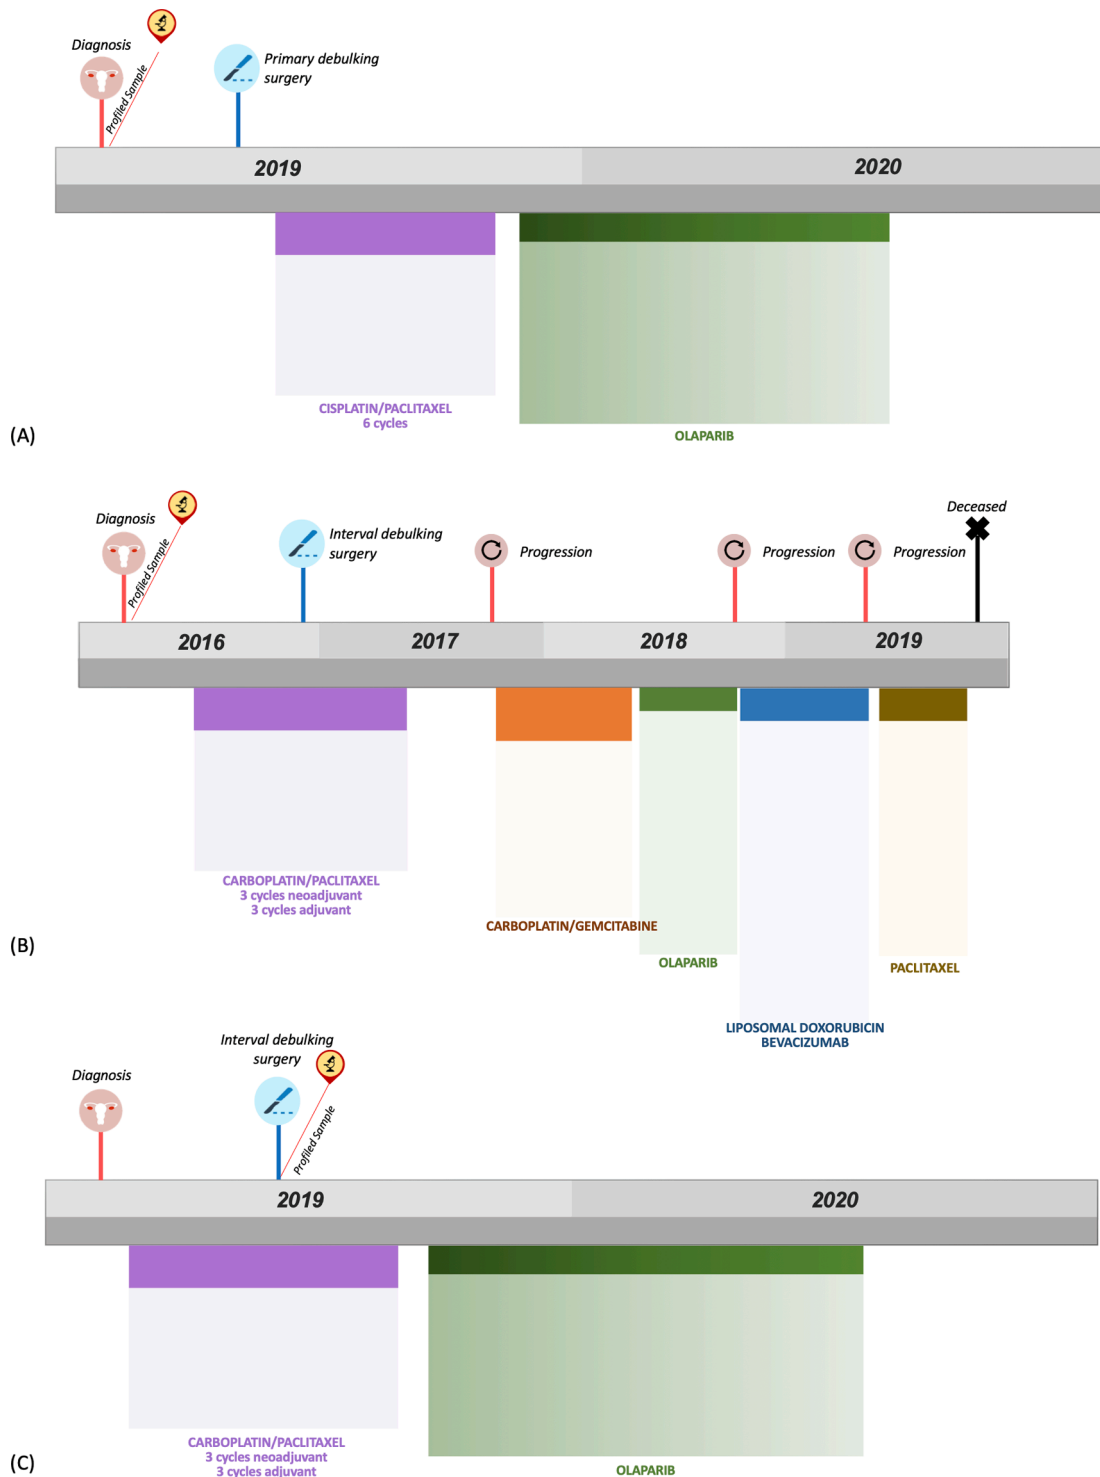 Diagnosis
Profiled Sample
Primary debulking
surgery
2019
2020
CISPLATIN/PACLITAXEL
6 cycles
OLAPARIB
(A)
Diagnosis
Profiled Sample
Interval debulking
surgery
Progression
Progression
Progression
Deceased
2016
2017
2018
2019
CARBOPLATIN/PACLITAXEL
3 cycles neoadjuvant
3 cycles adjuvant
CARBOPLATIN/GEMCITABINE
OLAPARIB
LIPOSOMAL DOXORUBICIN
BEVACIZUMAB
PACLITAXEL
(B)
Diagnosis
Interval debulking
surgery
Profiled Sample
2019
2020
CARBOPLATIN/PACLITAXEL
3 cycles neoadjuvant
3 cycles adjuvant
OLAPARIB
(C)